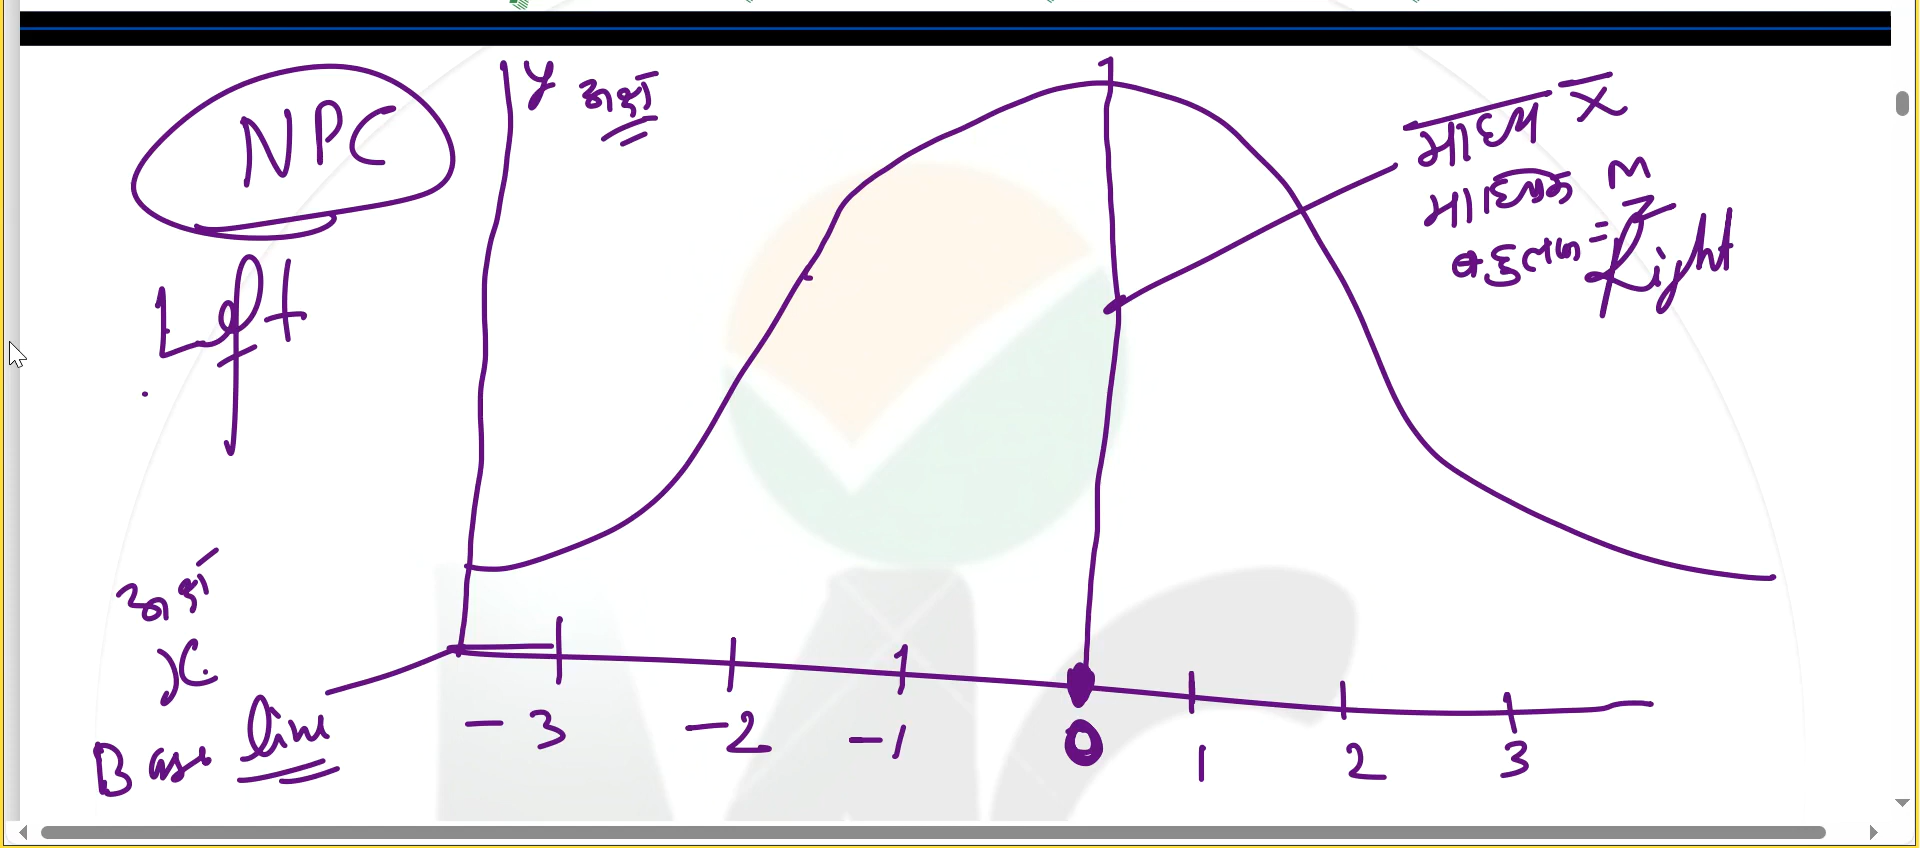 NPC
y अक्ष
माध्य x̄
माध्यिका M
बहुलक = Z
Left
Right
अक्ष
x
Base line
-3 -2 -1 0 1 2 3